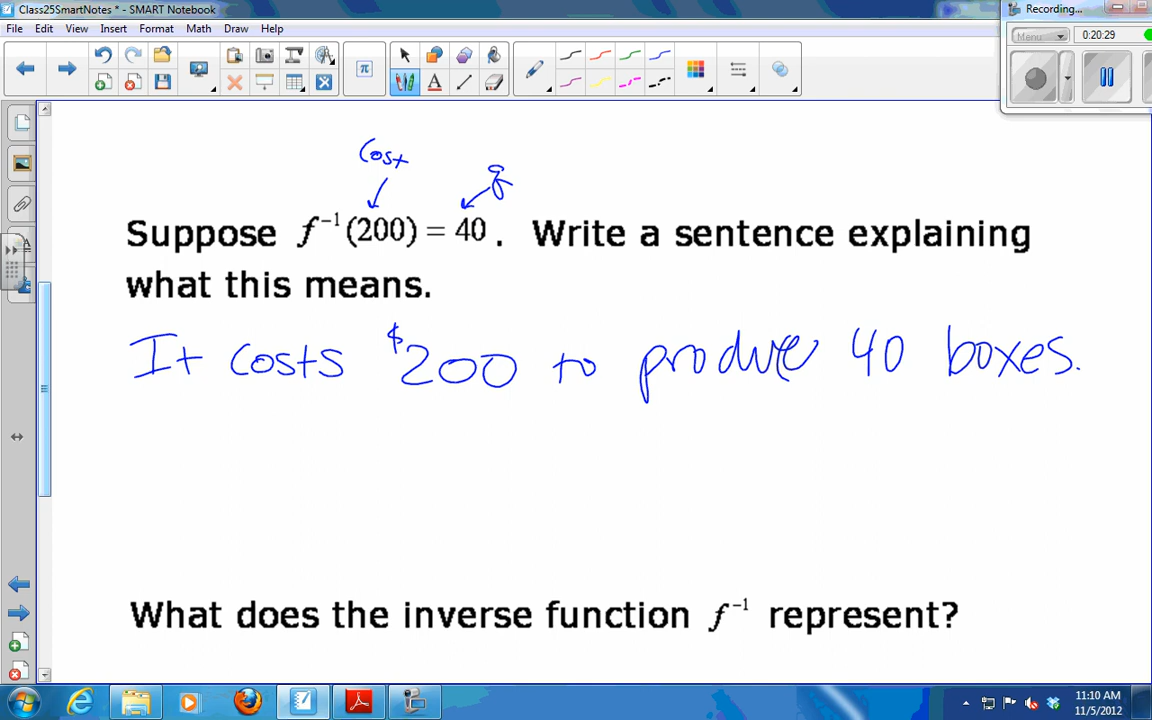 Class25SmartNotes * - SMART Notebook
Recording...
File Edit View Insert Format Math Draw Help
Menu
0:20:29
π
A
Cost
q
Suppose f⁻¹(200) = 40. Write a sentence explaining
what this means.
It costs $200 to produce 40 boxes.
What does the inverse function f⁻¹ represent?
11:10 AM
11/5/2012